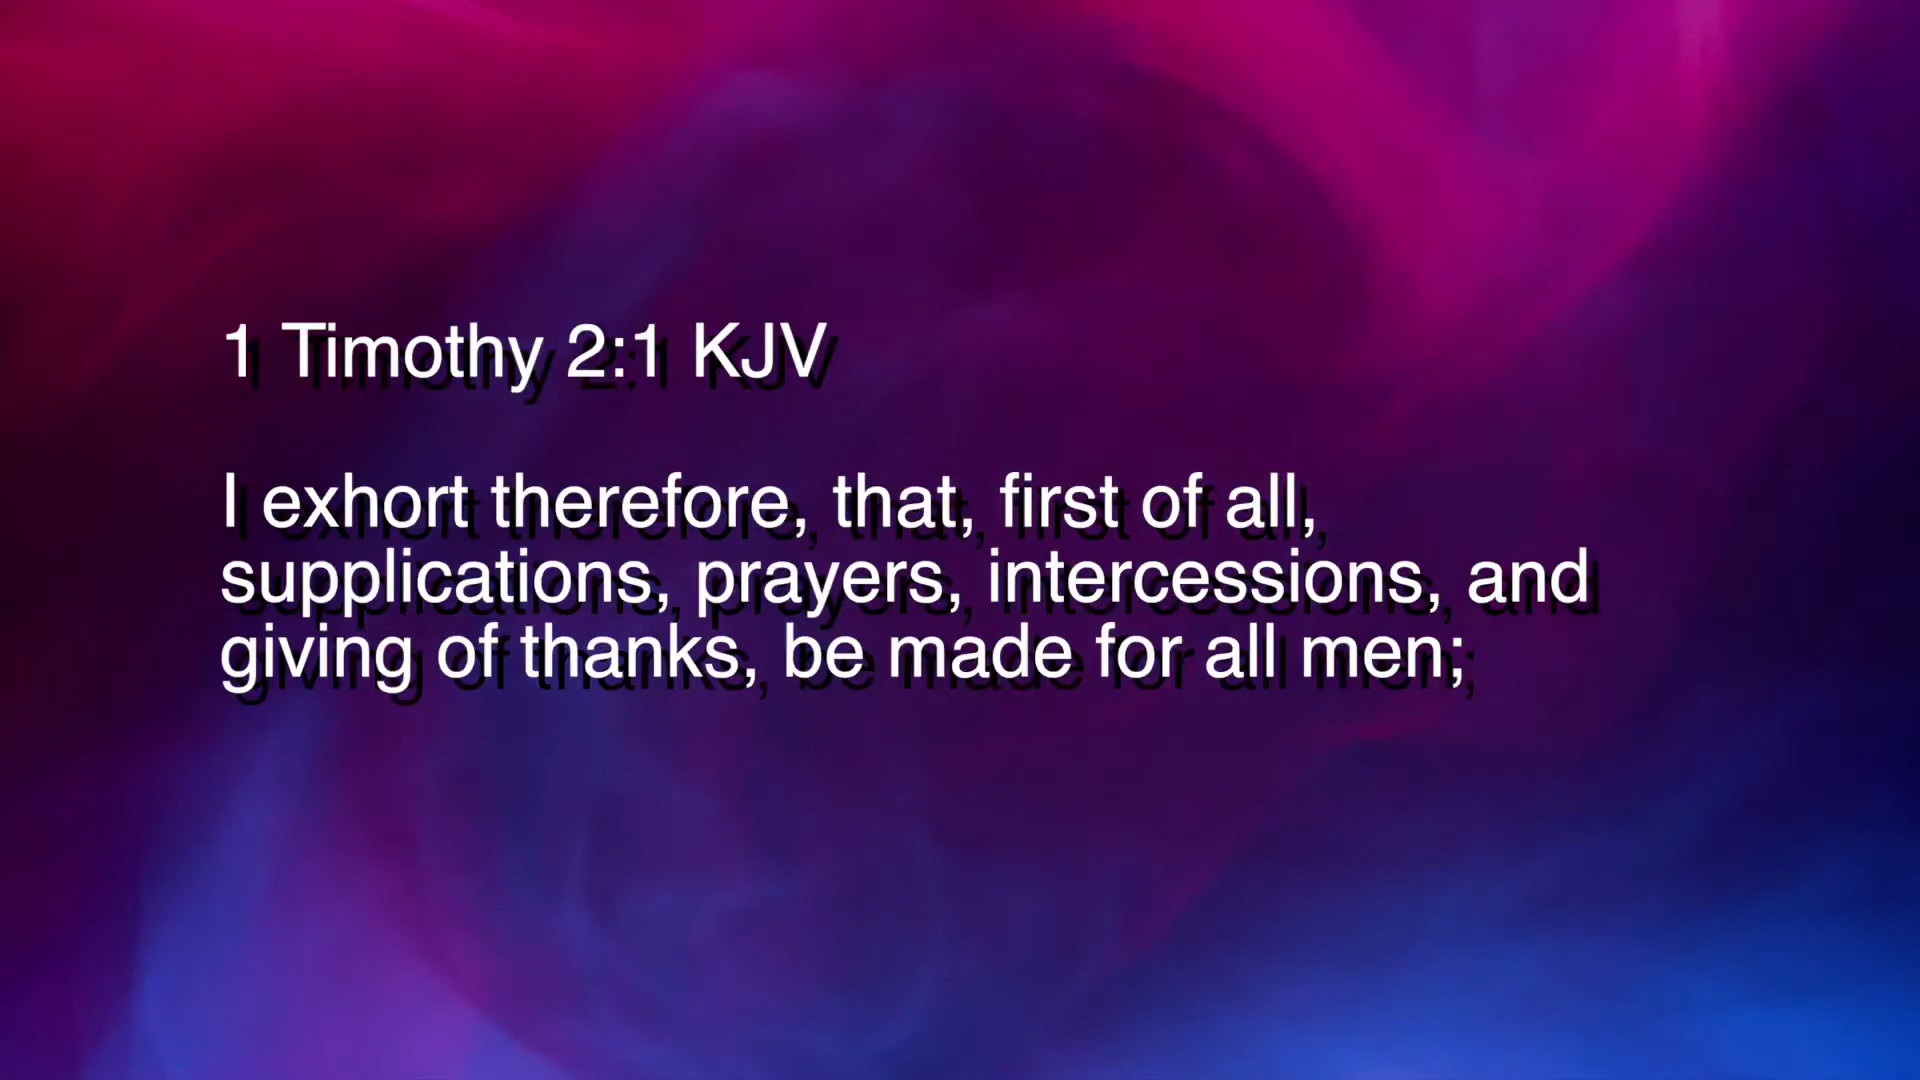 1 Timothy 2:1 KJV
I exhort therefore, that, first of all,
supplications, prayers, intercessions, and
giving of thanks, be made for all men;